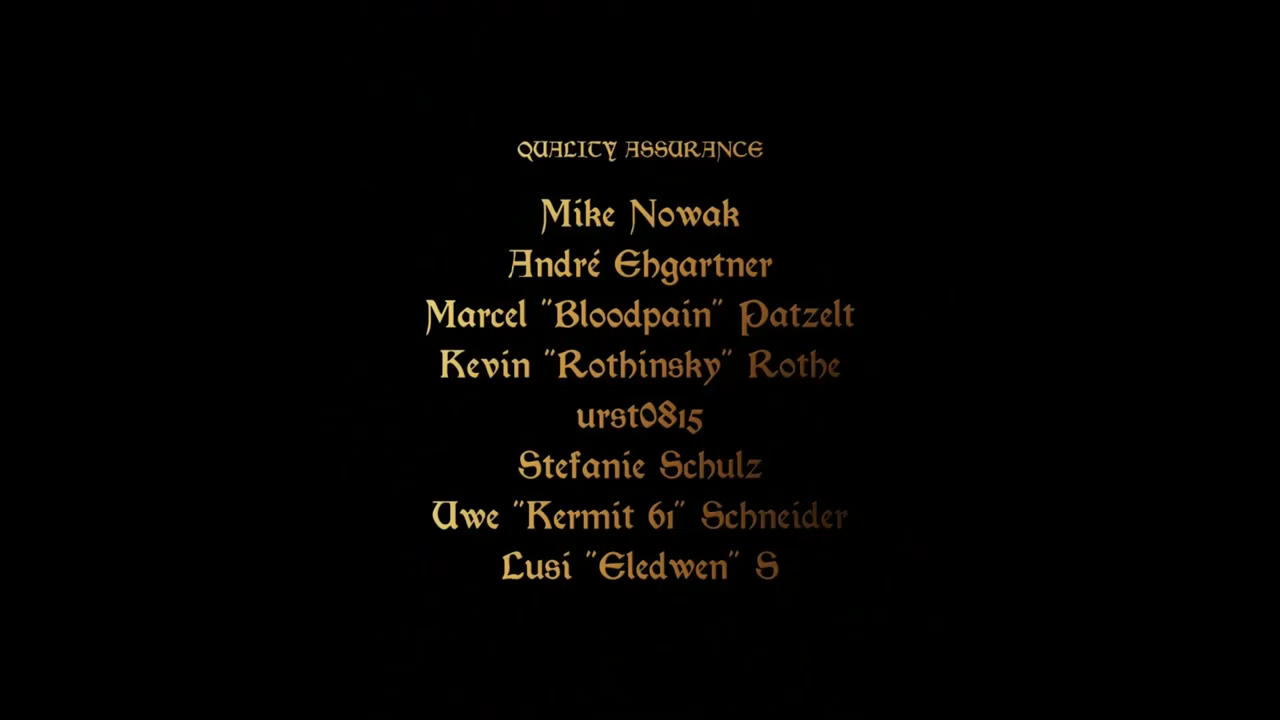 QUALITY ASSURANCE
Mike Nowak
André Ehgartner
Marcel "Bloodpain" Patzelt
Kevin "Rothinsky" Rothe
urst0815
Stefanie Schulz
Uwe "Kermit 61" Schneider
Lusi "Eledwen" S